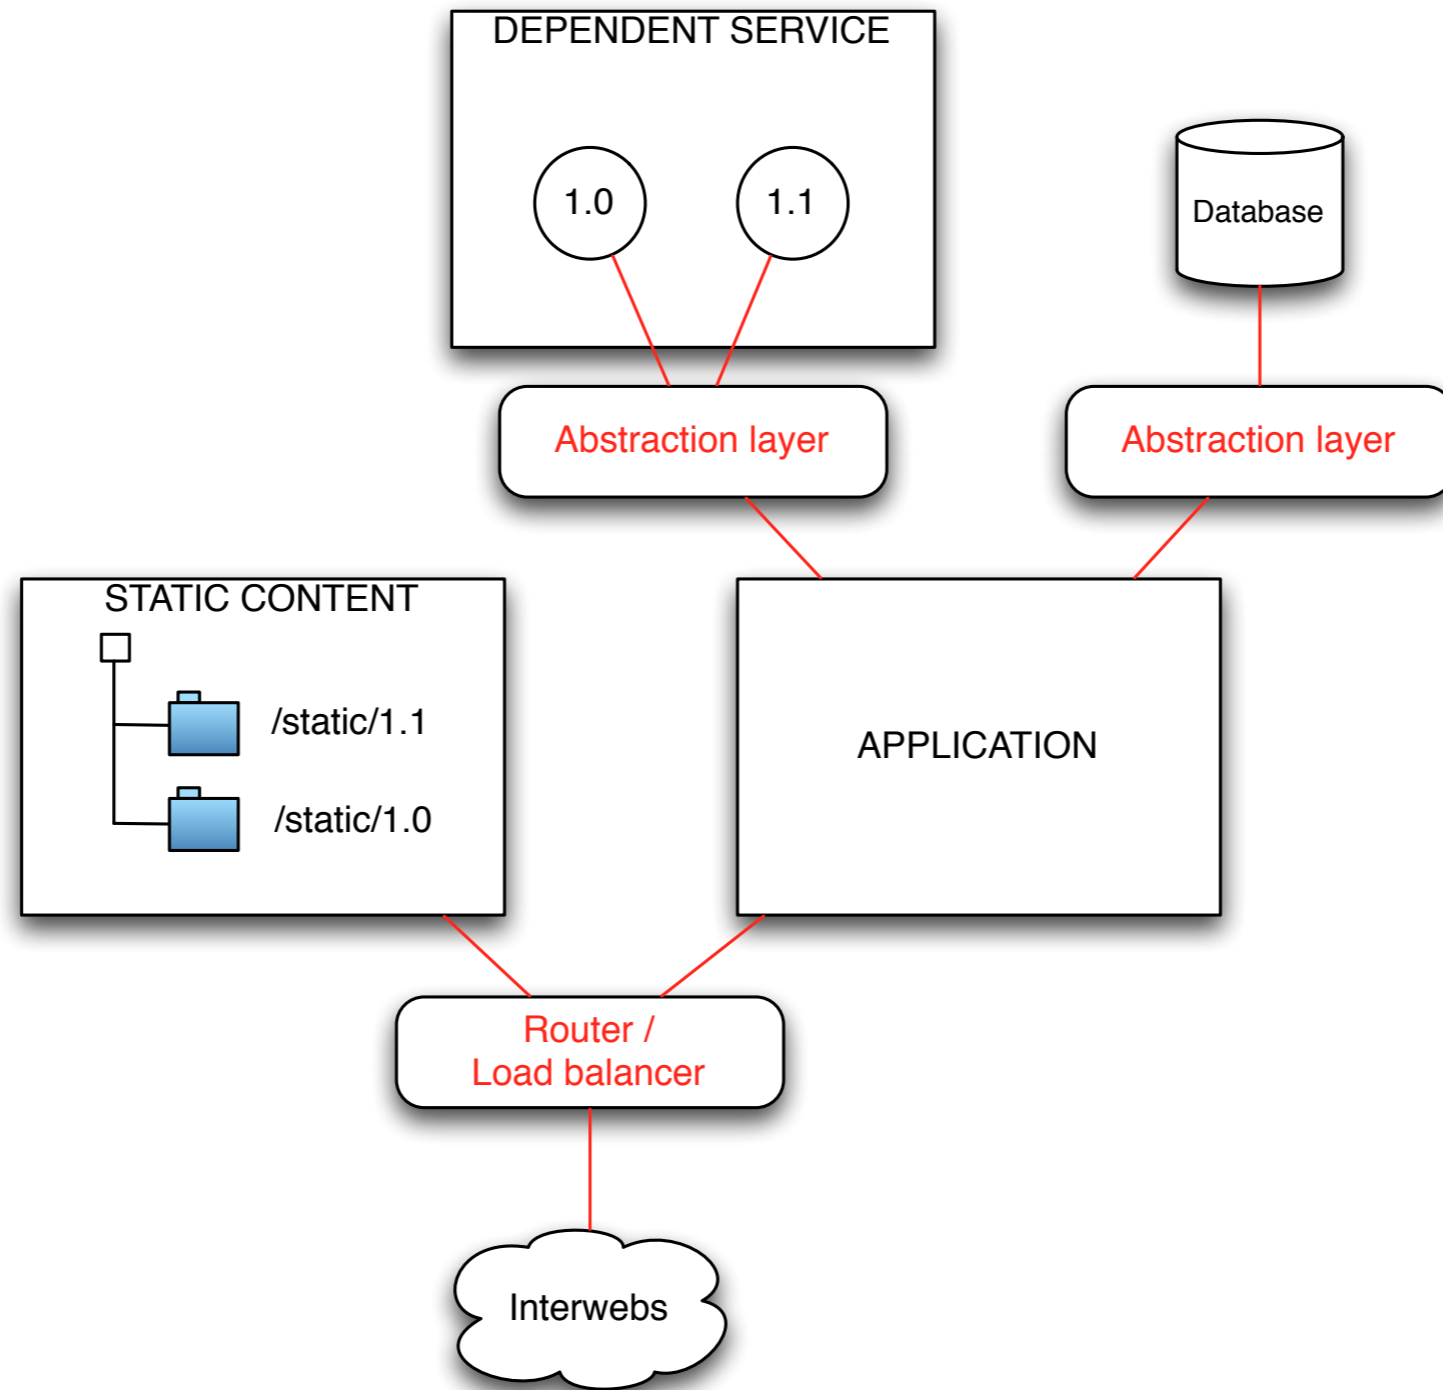 DEPENDENT SERVICE
1.0
1.1
Database
Abstraction layer
Abstraction layer
STATIC CONTENT
/static/1.1
/static/1.0
APPLICATION
Router /
Load balancer
Interwebs